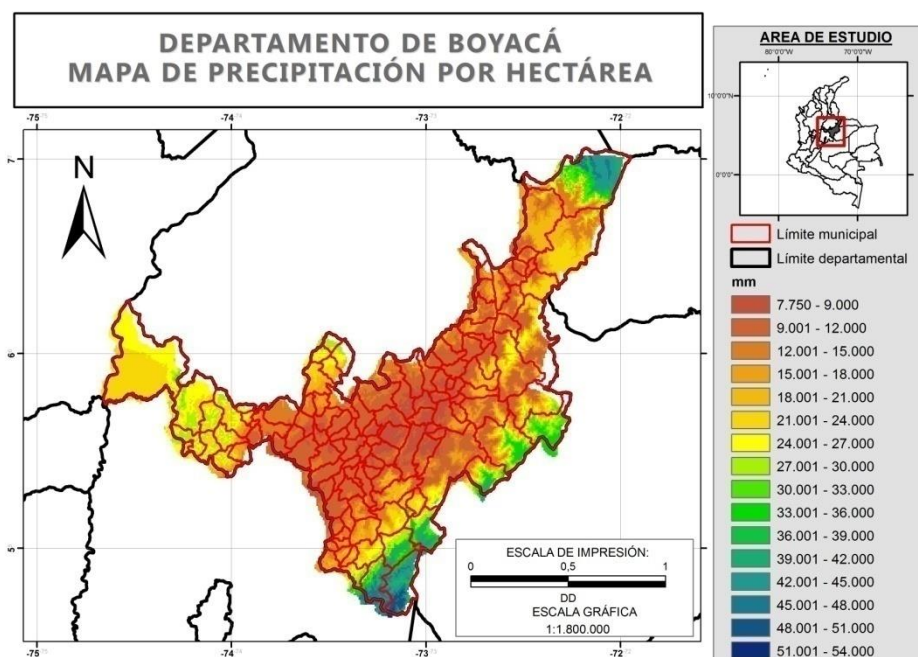 DEPARTAMENTO DE BOYACÁ
MAPA DE PRECIPITACIÓN POR HECTÁREA
-75
-74
-73
-72
N
7
6
5
ESCALA DE IMPRESIÓN:
0 0,5 1
DD
ESCALA GRÁFICA
1:1.800.000
-75
-74
-73
-72
AREA DE ESTUDIO
80°0'0"W 70°0'0"W
10°0'0"N
0°0'0"
Límite municipal
Límite departamental
mm
7.750 - 9.000
9.001 - 12.000
12.001 - 15.000
15.001 - 18.000
18.001 - 21.000
21.001 - 24.000
24.001 - 27.000
27.001 - 30.000
30.001 - 33.000
33.001 - 36.000
36.001 - 39.000
39.001 - 42.000
42.001 - 45.000
45.001 - 48.000
48.001 - 51.000
51.001 - 54.000